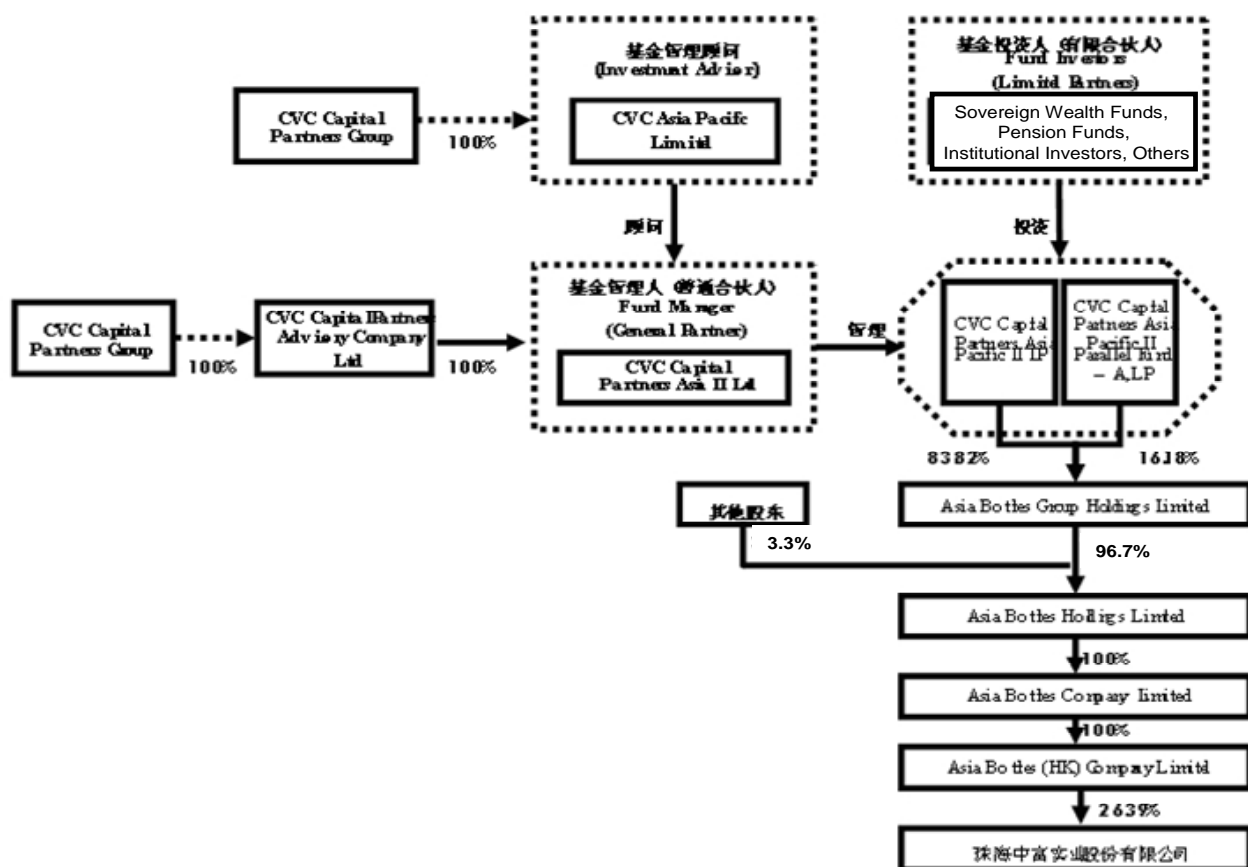 基金管理顾问
(Investment Advisor)
CVC Asia Pacific
Limited
CVC Capital
Partners Group
100%
基金投资人（有限合伙人）
Fund Investors
(Limited Partners)
Sovereign Wealth Funds,
Pension Funds,
Institutional Investors, Others
顾问
投资
CVC Capital
Partners Group
100%
CVC Capital Partners
Advisory Company
Ltd
100%
基金管理人（普通合伙人）
Fund Manager
(General Partner)
CVC Capital
Partners Asia II Ltd
管理
CVC Capital
Partners Asia
Pacific II LP
CVC Capital
Partners Asia
Pacific II
Parallel Fund
– A, LP
83.82%
16.18%
Asia Bottles Group Holdings Limited
其他股东
3.3%
96.7%
Asia Bottles Holdings Limited
100%
Asia Bottles Company Limited
100%
Asia Bottles (HK) Company Limited
26.39%
珠海中富实业股份有限公司